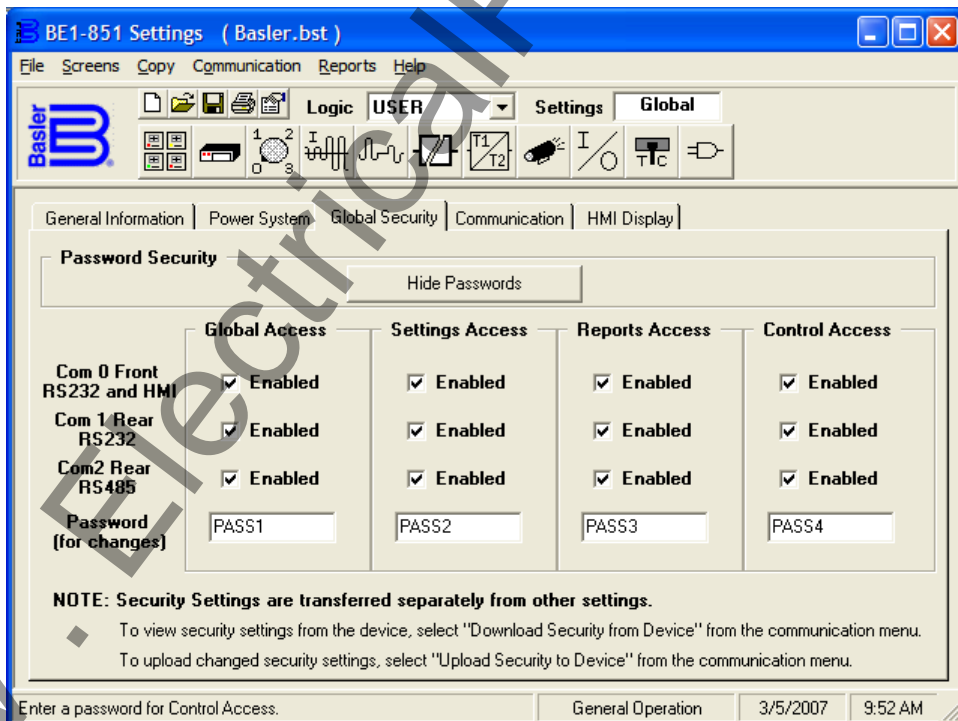 BE1-851 Settings ( Basler.bst )
File Screens Copy Communication Reports Help
Basler
Logic USER Settings Global
1 2 0 3 I T1 T2 I O T C
General Information Power System Global Security Communication HMI Display
Password Security
Hide Passwords
Global Access Settings Access Reports Access Control Access
Com 0 Front
RS232 and HMI Enabled Enabled Enabled Enabled
Com 1 Rear
RS232 Enabled Enabled Enabled Enabled
Com2 Rear
RS485 Enabled Enabled Enabled Enabled
Password
(for changes) PASS1 PASS2 PASS3 PASS4
NOTE: Security Settings are transferred separately from other settings.
To view security settings from the device, select "Download Security from Device" from the communication menu.
To upload changed security settings, select "Upload Security to Device" from the communication menu.
Enter a password for Control Access. General Operation 3/5/2007 9:52 AM
. Electrical